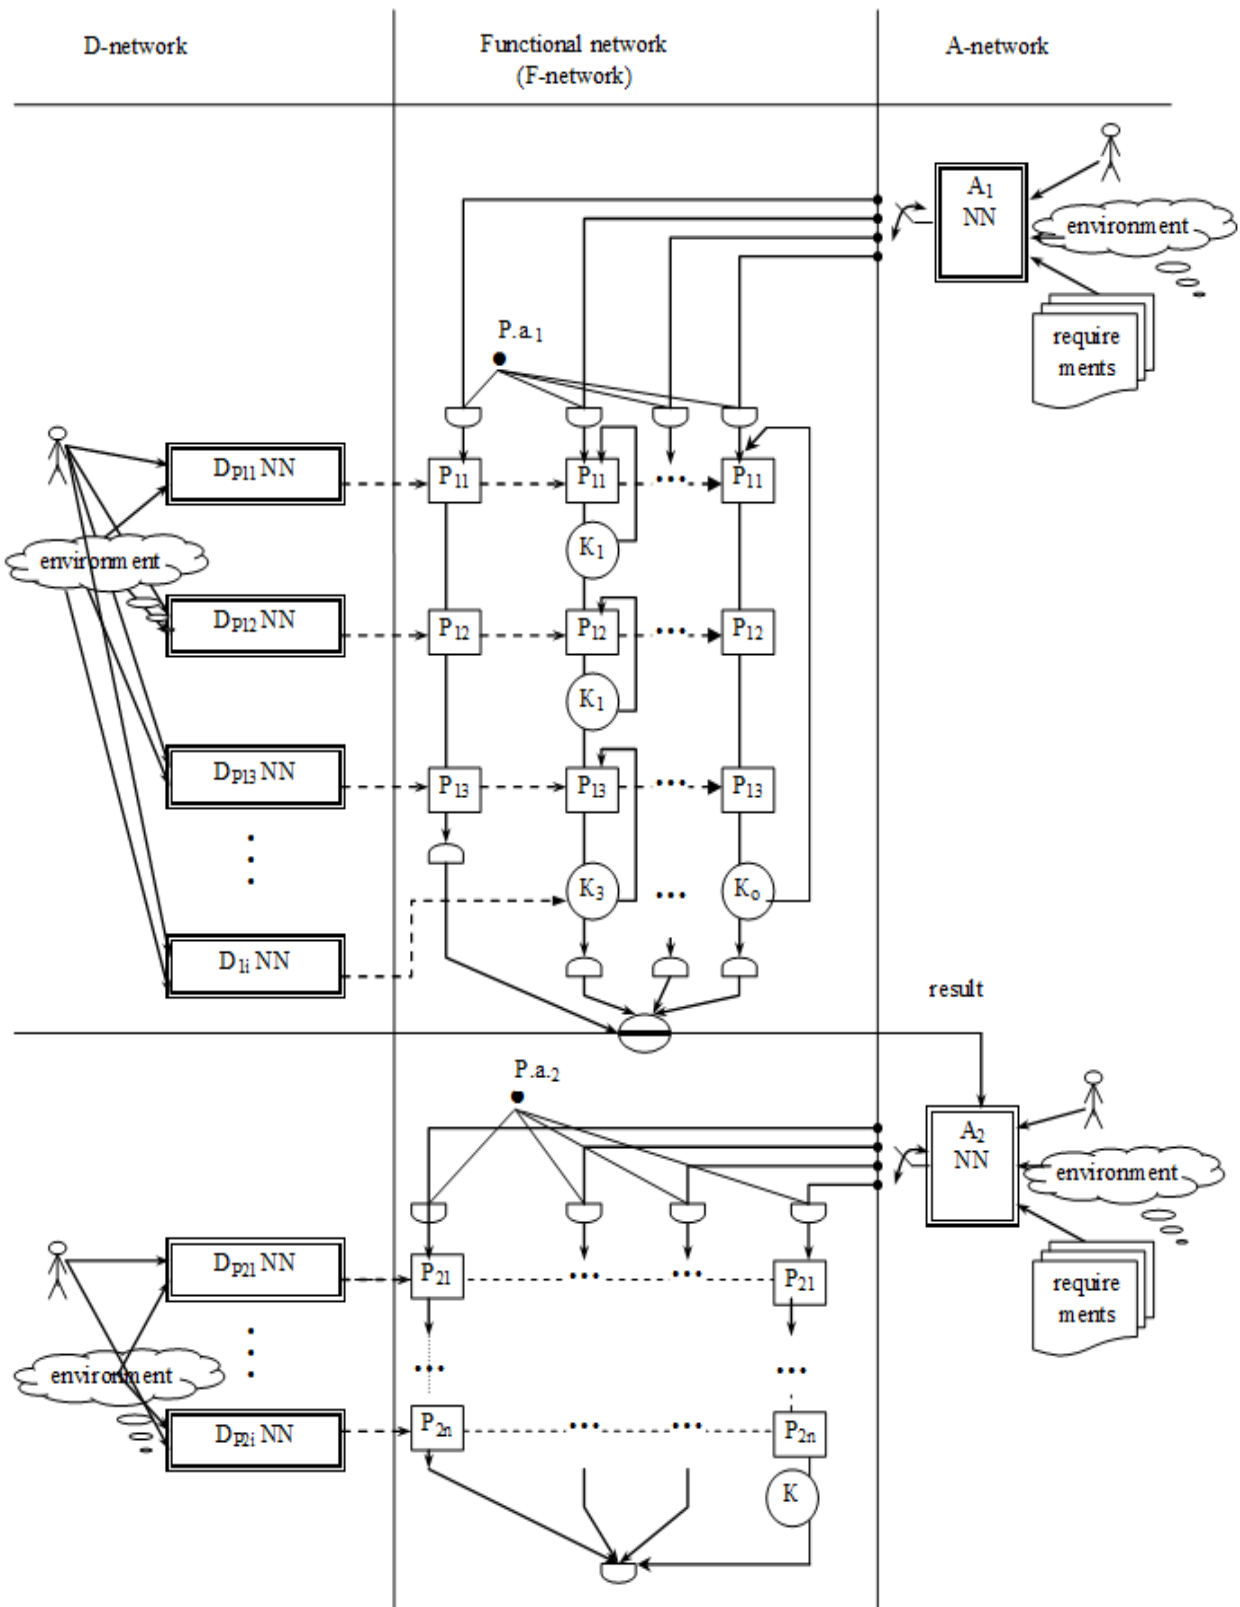 D-network
Functional network
(F-network)
A-network
A1
NN
environment
require
ments
P.a.1
DP11 NN
P11
P11
...
P11
K1
environment
DP12 NN
P12
P12
...
P12
K1
DP13 NN
P13
P13
...
P13
K3
...
Ko
D1i NN
result
P.a.2
A2
NN
environment
require
ments
DP21 NN
P21
...
...
P21
environment
...
...
DP2i NN
P2n
...
...
P2n
K